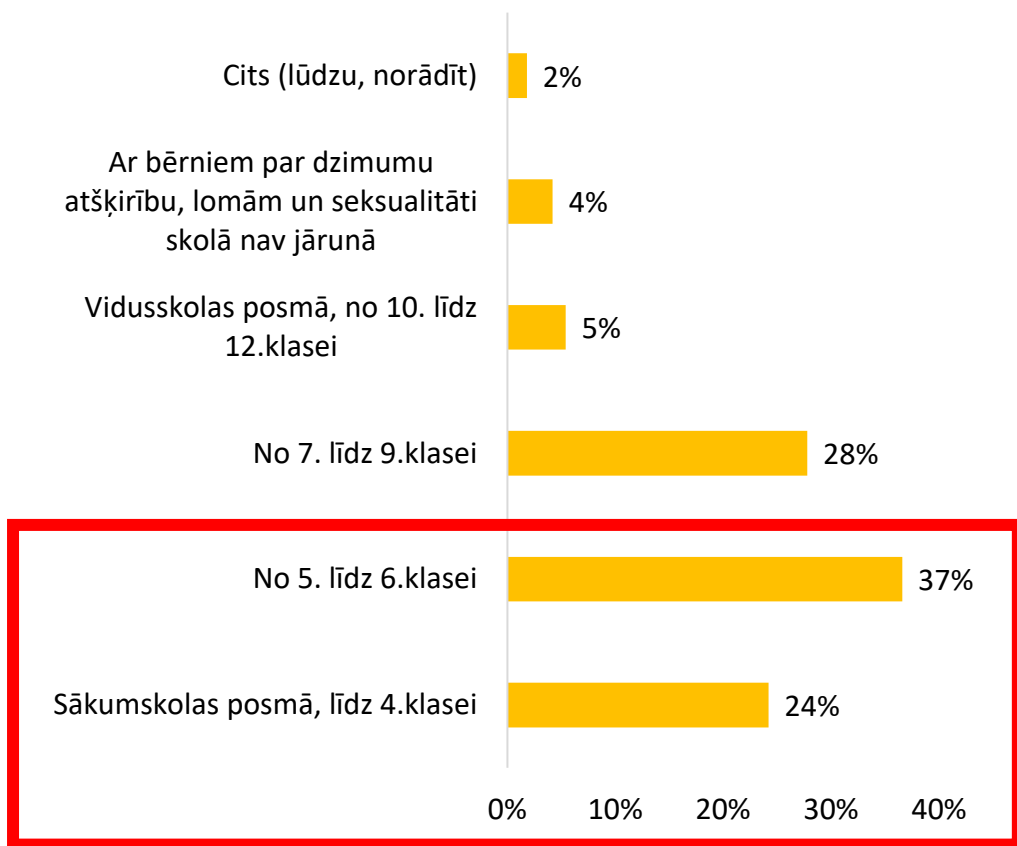 Cits (lūdzu, norādīt)
2%
Ar bērniem par dzimumu
atšķirību, lomām un seksualitāti
skolā nav jārunā
4%
Vidusskolas posmā, no 10. līdz
12.klasei
5%
No 7. līdz 9.klasei
28%
No 5. līdz 6.klasei
37%
Sākumskolas posmā, līdz 4.klasei
24%
0% 10% 20% 30% 40%